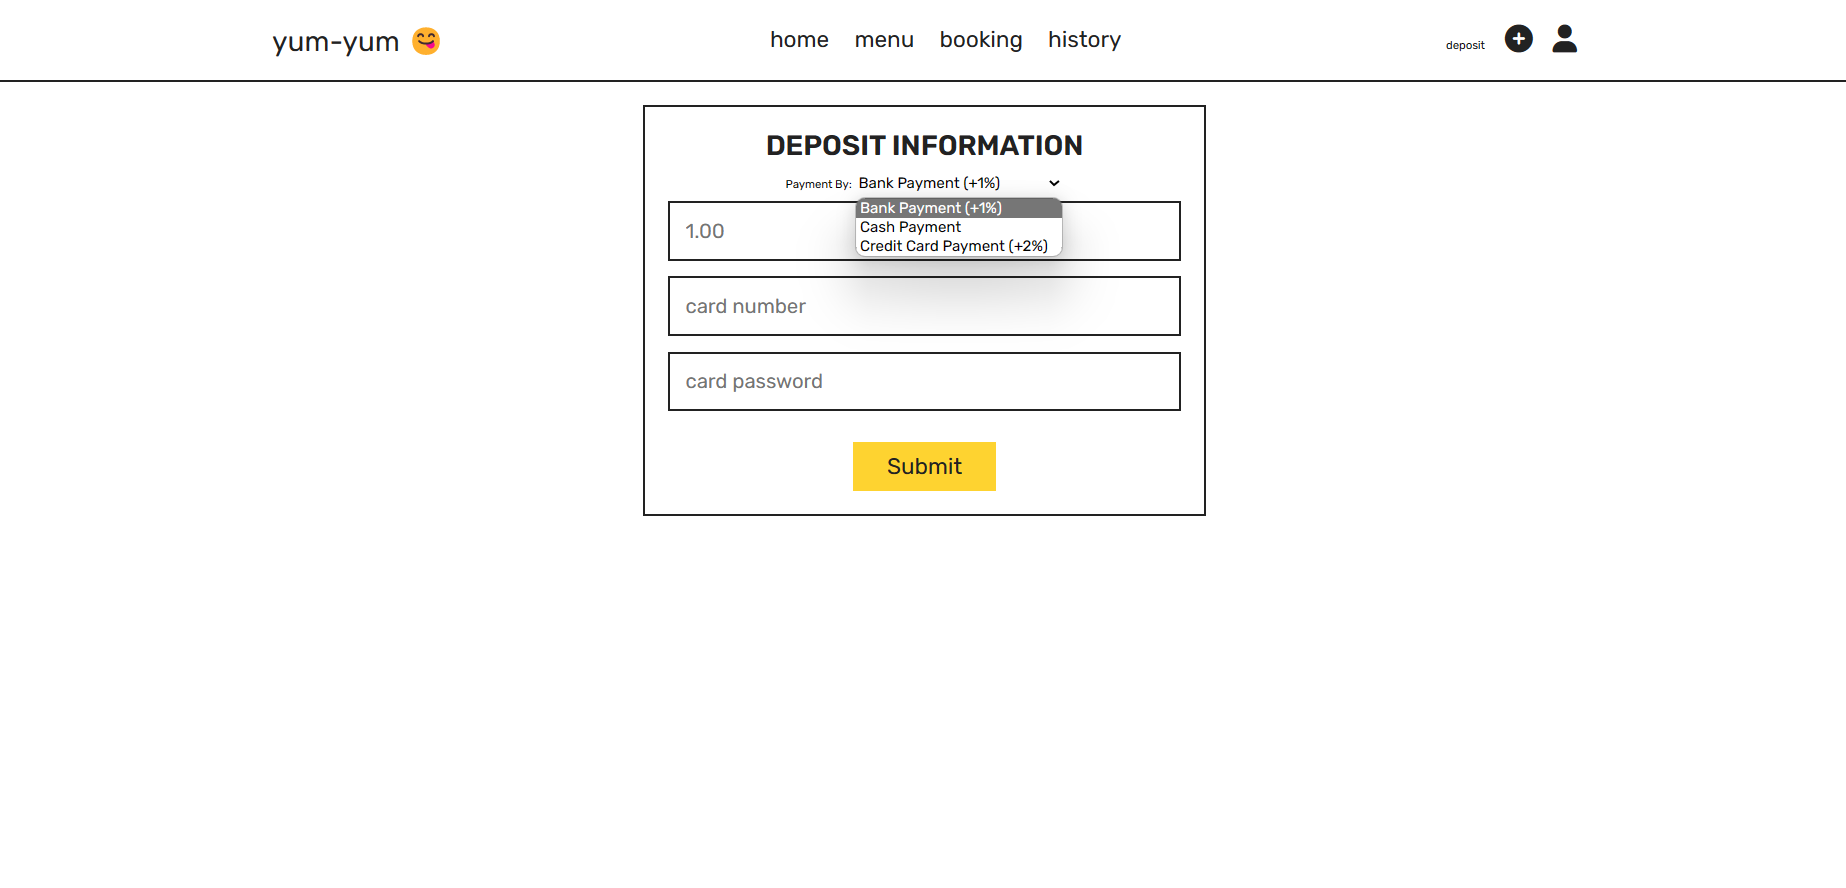 yum-yum 😋
home menu booking history
deposit
DEPOSIT INFORMATION
Payment By: Bank Payment (+1%)
Bank Payment (+1%)
Cash Payment
Credit Card Payment (+2%)
1.00
card number
card password
Submit